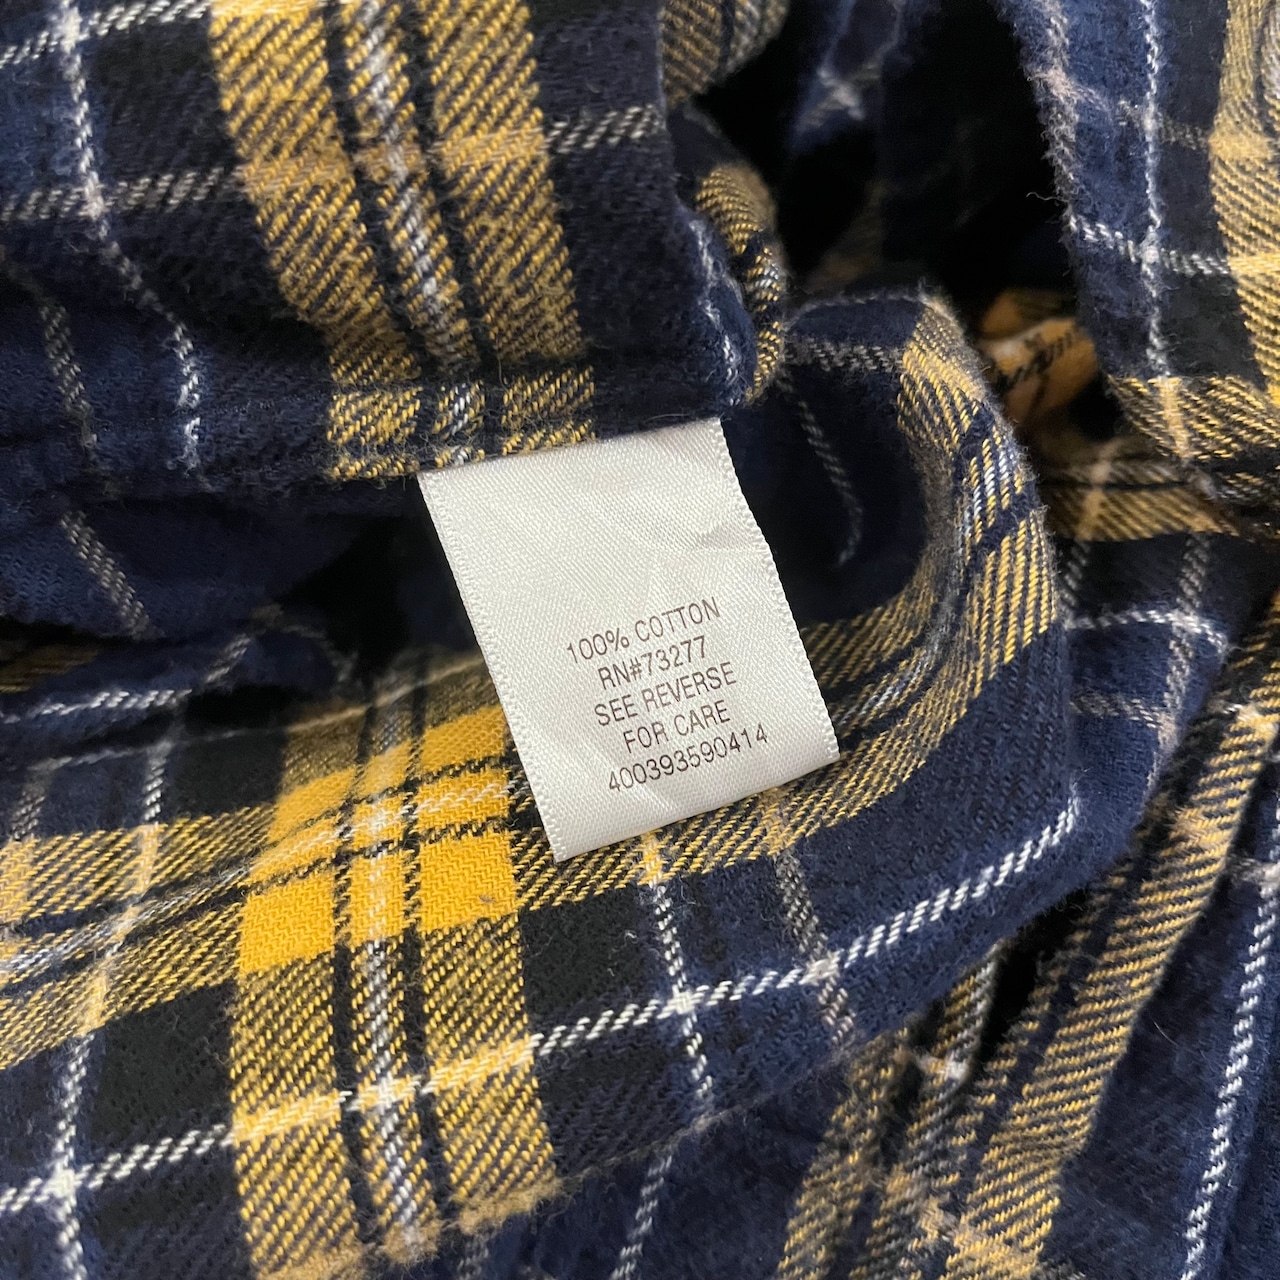 100% COTTON
RN#73277
SEE REVERSE
FOR CARE
400393590414